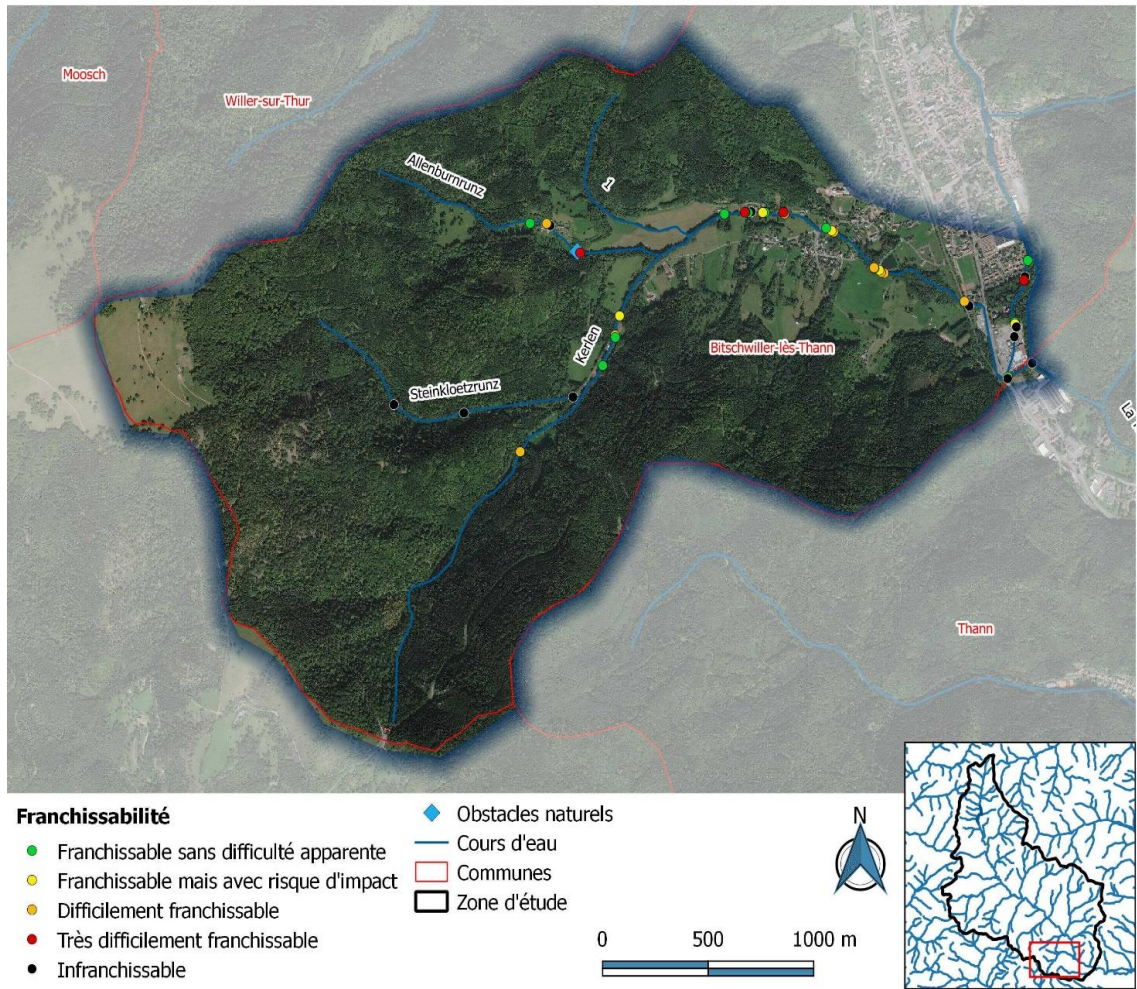 Moosch
Willer-sur-Thur
Allenburnrunz
1
Kerlen
Bitschwiller-lès-Thann
Steinkloetzrunz
Thann
Franchissabilité
Franchissable sans difficulté apparente
Franchissable mais avec risque d'impact
Difficilement franchissable
Très difficilement franchissable
Infranchissable
Obstacles naturels
Cours d'eau
Communes
Zone d'étude
N
0 500 1000 m